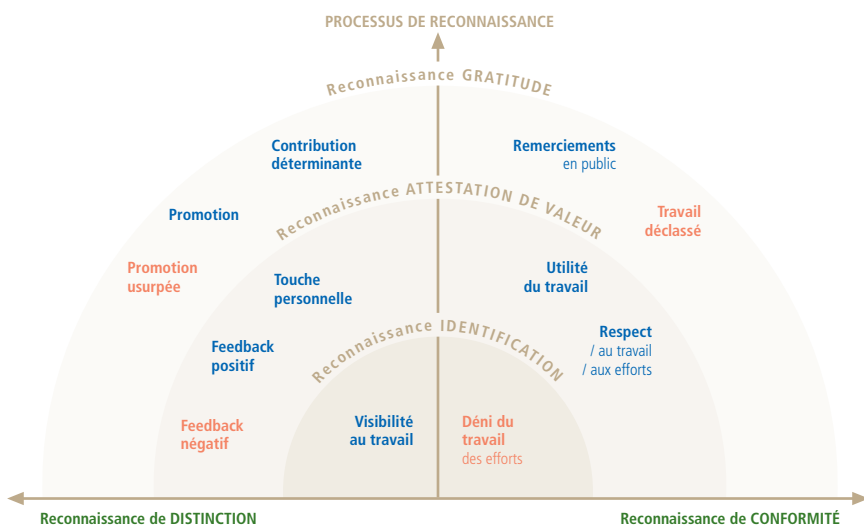 PROCESSUS DE RECONNAISSANCE
Reconnaissance GRATITUDE
Contribution
déterminante
Remerciements
en public
Reconnaissance ATTESTATION DE VALEUR
Promotion
Travail
déclassé
Promotion
usurpée
Touche
personnelle
Utilité
du travail
Reconnaissance IDENTIFICATION
Feedback
positif
Respect
/ au travail
/ aux efforts
Feedback
négatif
Visibilité
au travail
Déni du
travail
des efforts
Reconnaissance de DISTINCTION
Reconnaissance de CONFORMITÉ